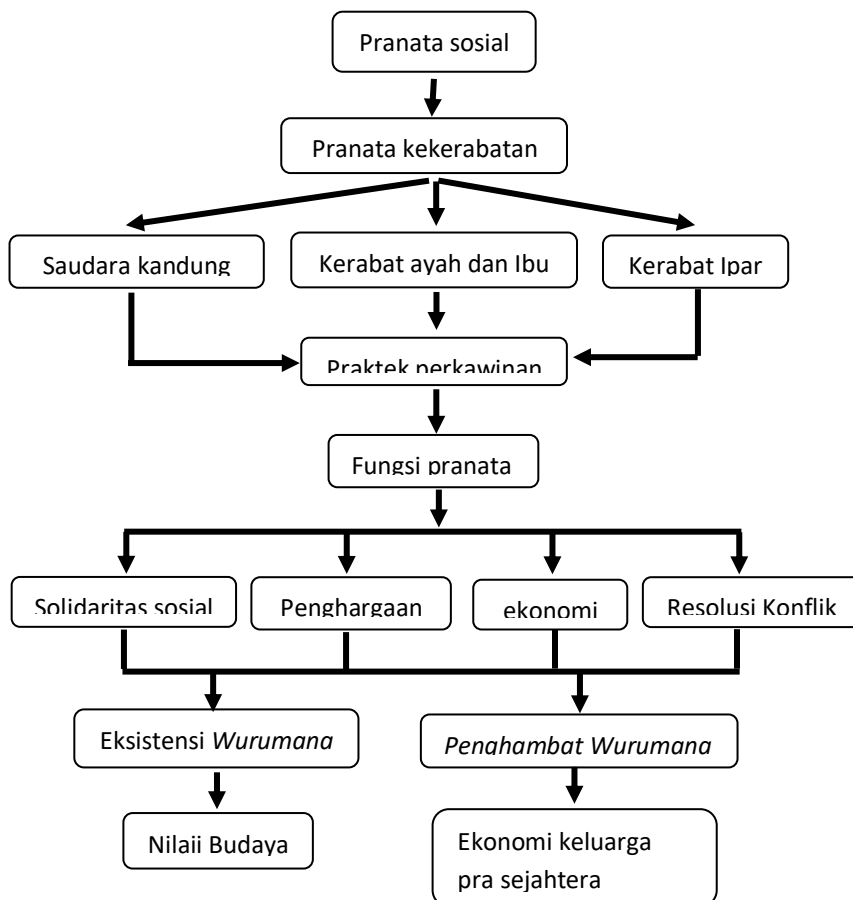 Pranata sosial
Pranata kekerabatan
Saudara kandung
Kerabat ayah dan Ibu
Kerabat Ipar
Praktek perkawinan
Fungsi pranata
Solidaritas sosial
Penghargaan
ekonomi
Resolusi Konflik
Eksistensi Wurumana
Penghambat Wurumana
Nilaii Budaya
Ekonomi keluarga
pra sejahtera